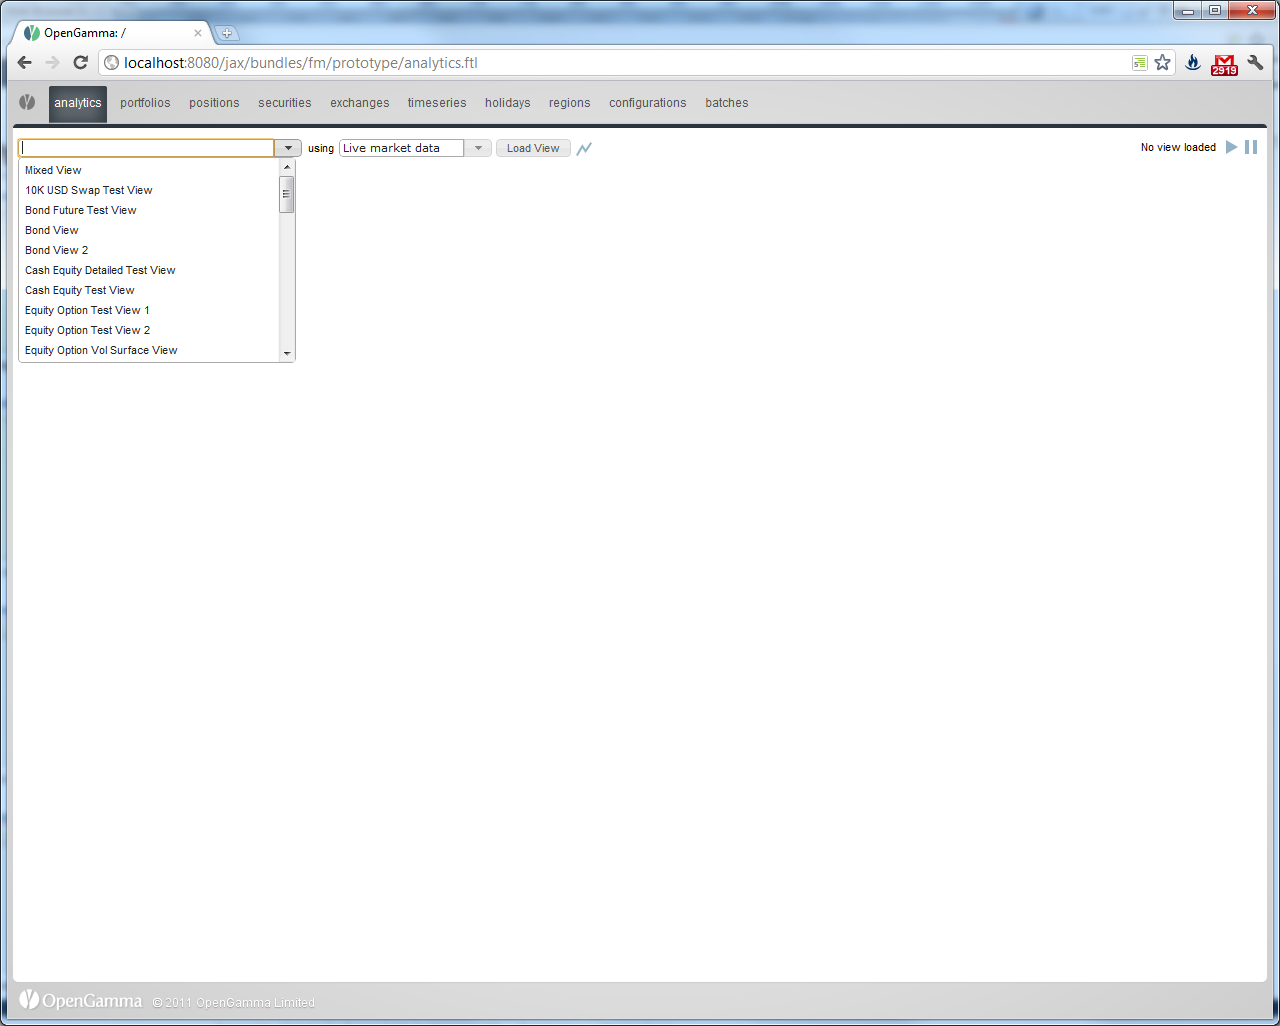 OpenGamma: /
localhost:8080/jax/bundles/fm/prototype/analytics.ftl
2919
analytics portfolios positions securities exchanges timeseries holidays regions configurations batches
using Live market data Load View No view loaded
Mixed View
10K USD Swap Test View
Bond Future Test View
Bond View
Bond View 2
Cash Equity Detailed Test View
Cash Equity Test View
Equity Option Test View 1
Equity Option Test View 2
Equity Option Vol Surface View
OpenGamma © 2011 OpenGamma Limited